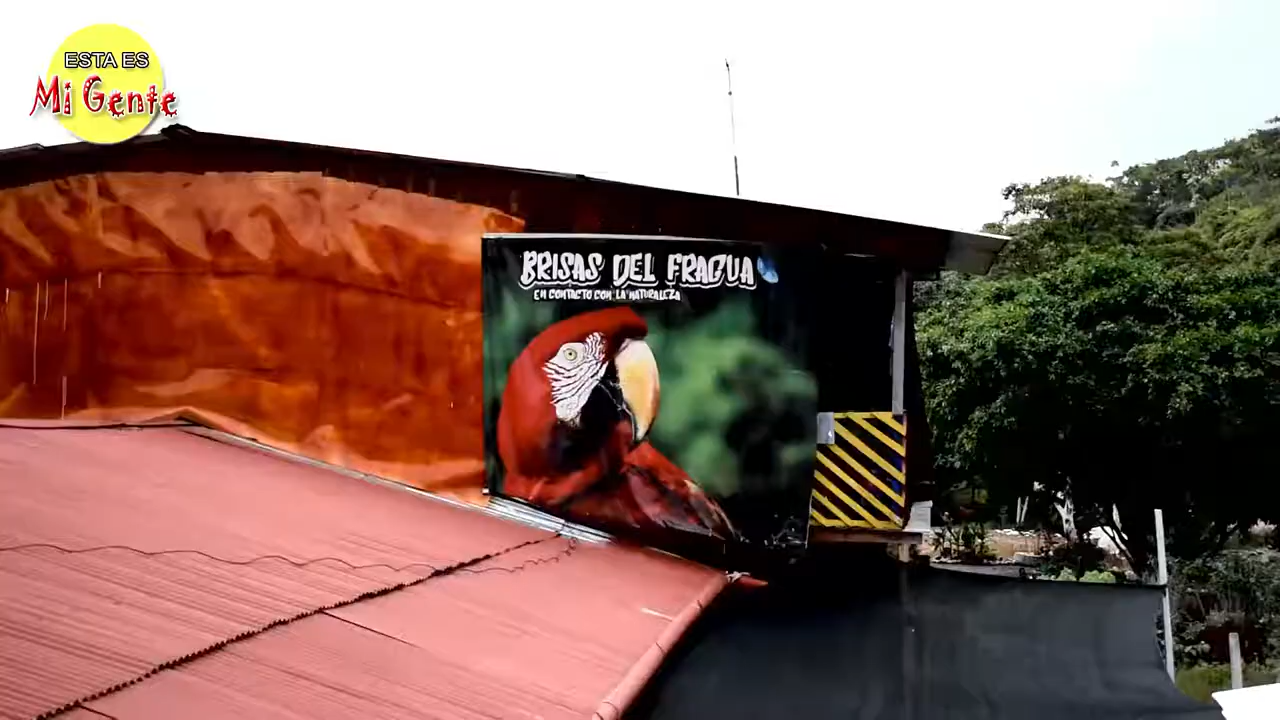 ESTA ES
Mi Gente
BRISAS DEL FRAGUA
EN CONTACTO CON LA NATURALEZA